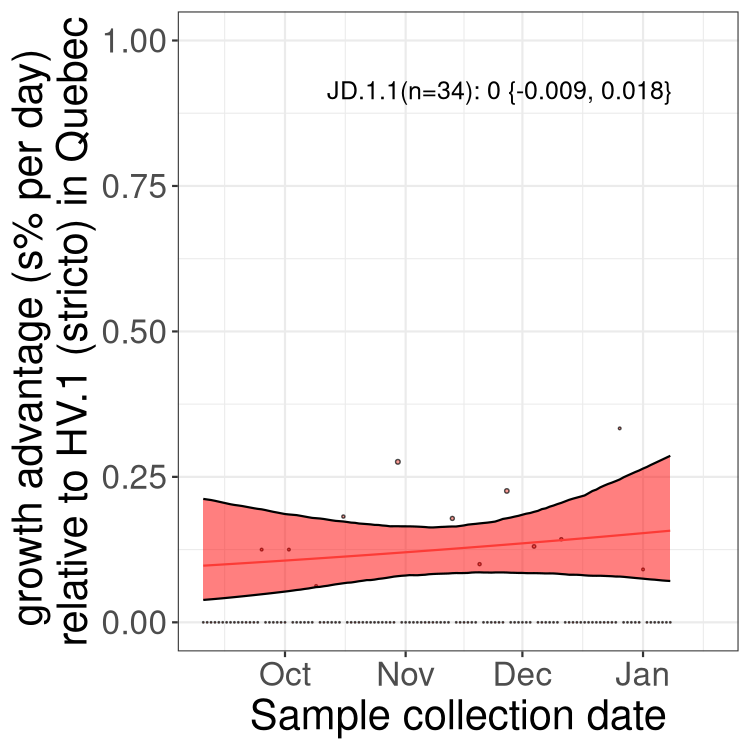 growth advantage (s% per day)
relative to HV.1 (stricto) in Quebec
1.00
0.75
0.50
0.25
0.00
JD.1.1(n=34): 0 {-0.009, 0.018}
Oct
Nov
Dec
Jan
Sample collection date